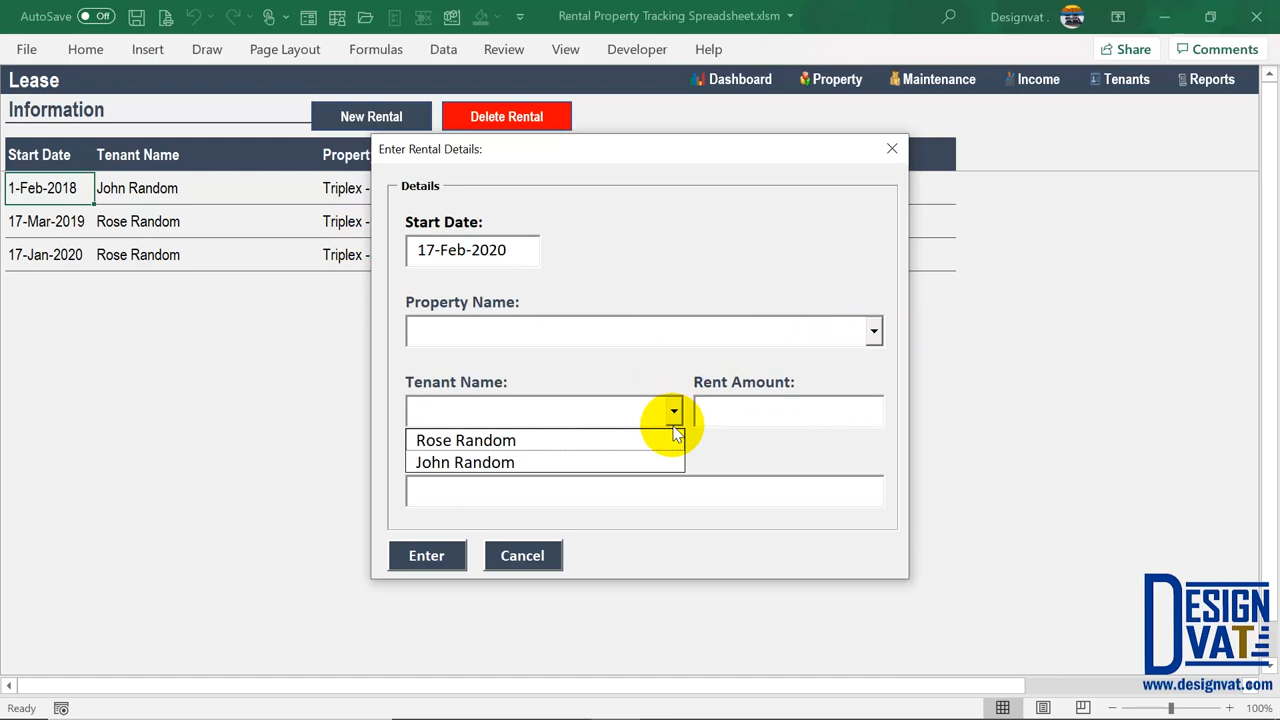 AutoSave Off Rental Property Tracking Spreadsheet.xlsm Designvat .
File Home Insert Draw Page Layout Formulas Data Review View Developer Help Share Comments
Lease Dashboard Property Maintenance Income Tenants Reports
Information New Rental Delete Rental
Start Date Tenant Name Propert
1-Feb-2018 John Random Triplex -
17-Mar-2019 Rose Random Triplex -
17-Jan-2020 Rose Random Triplex -
Enter Rental Details:
Details
Start Date:
17-Feb-2020
Property Name:
Tenant Name: Rent Amount:
Rose Random
John Random
Enter Cancel
DESIGN
VAT
www.designvat.com
Ready 100%